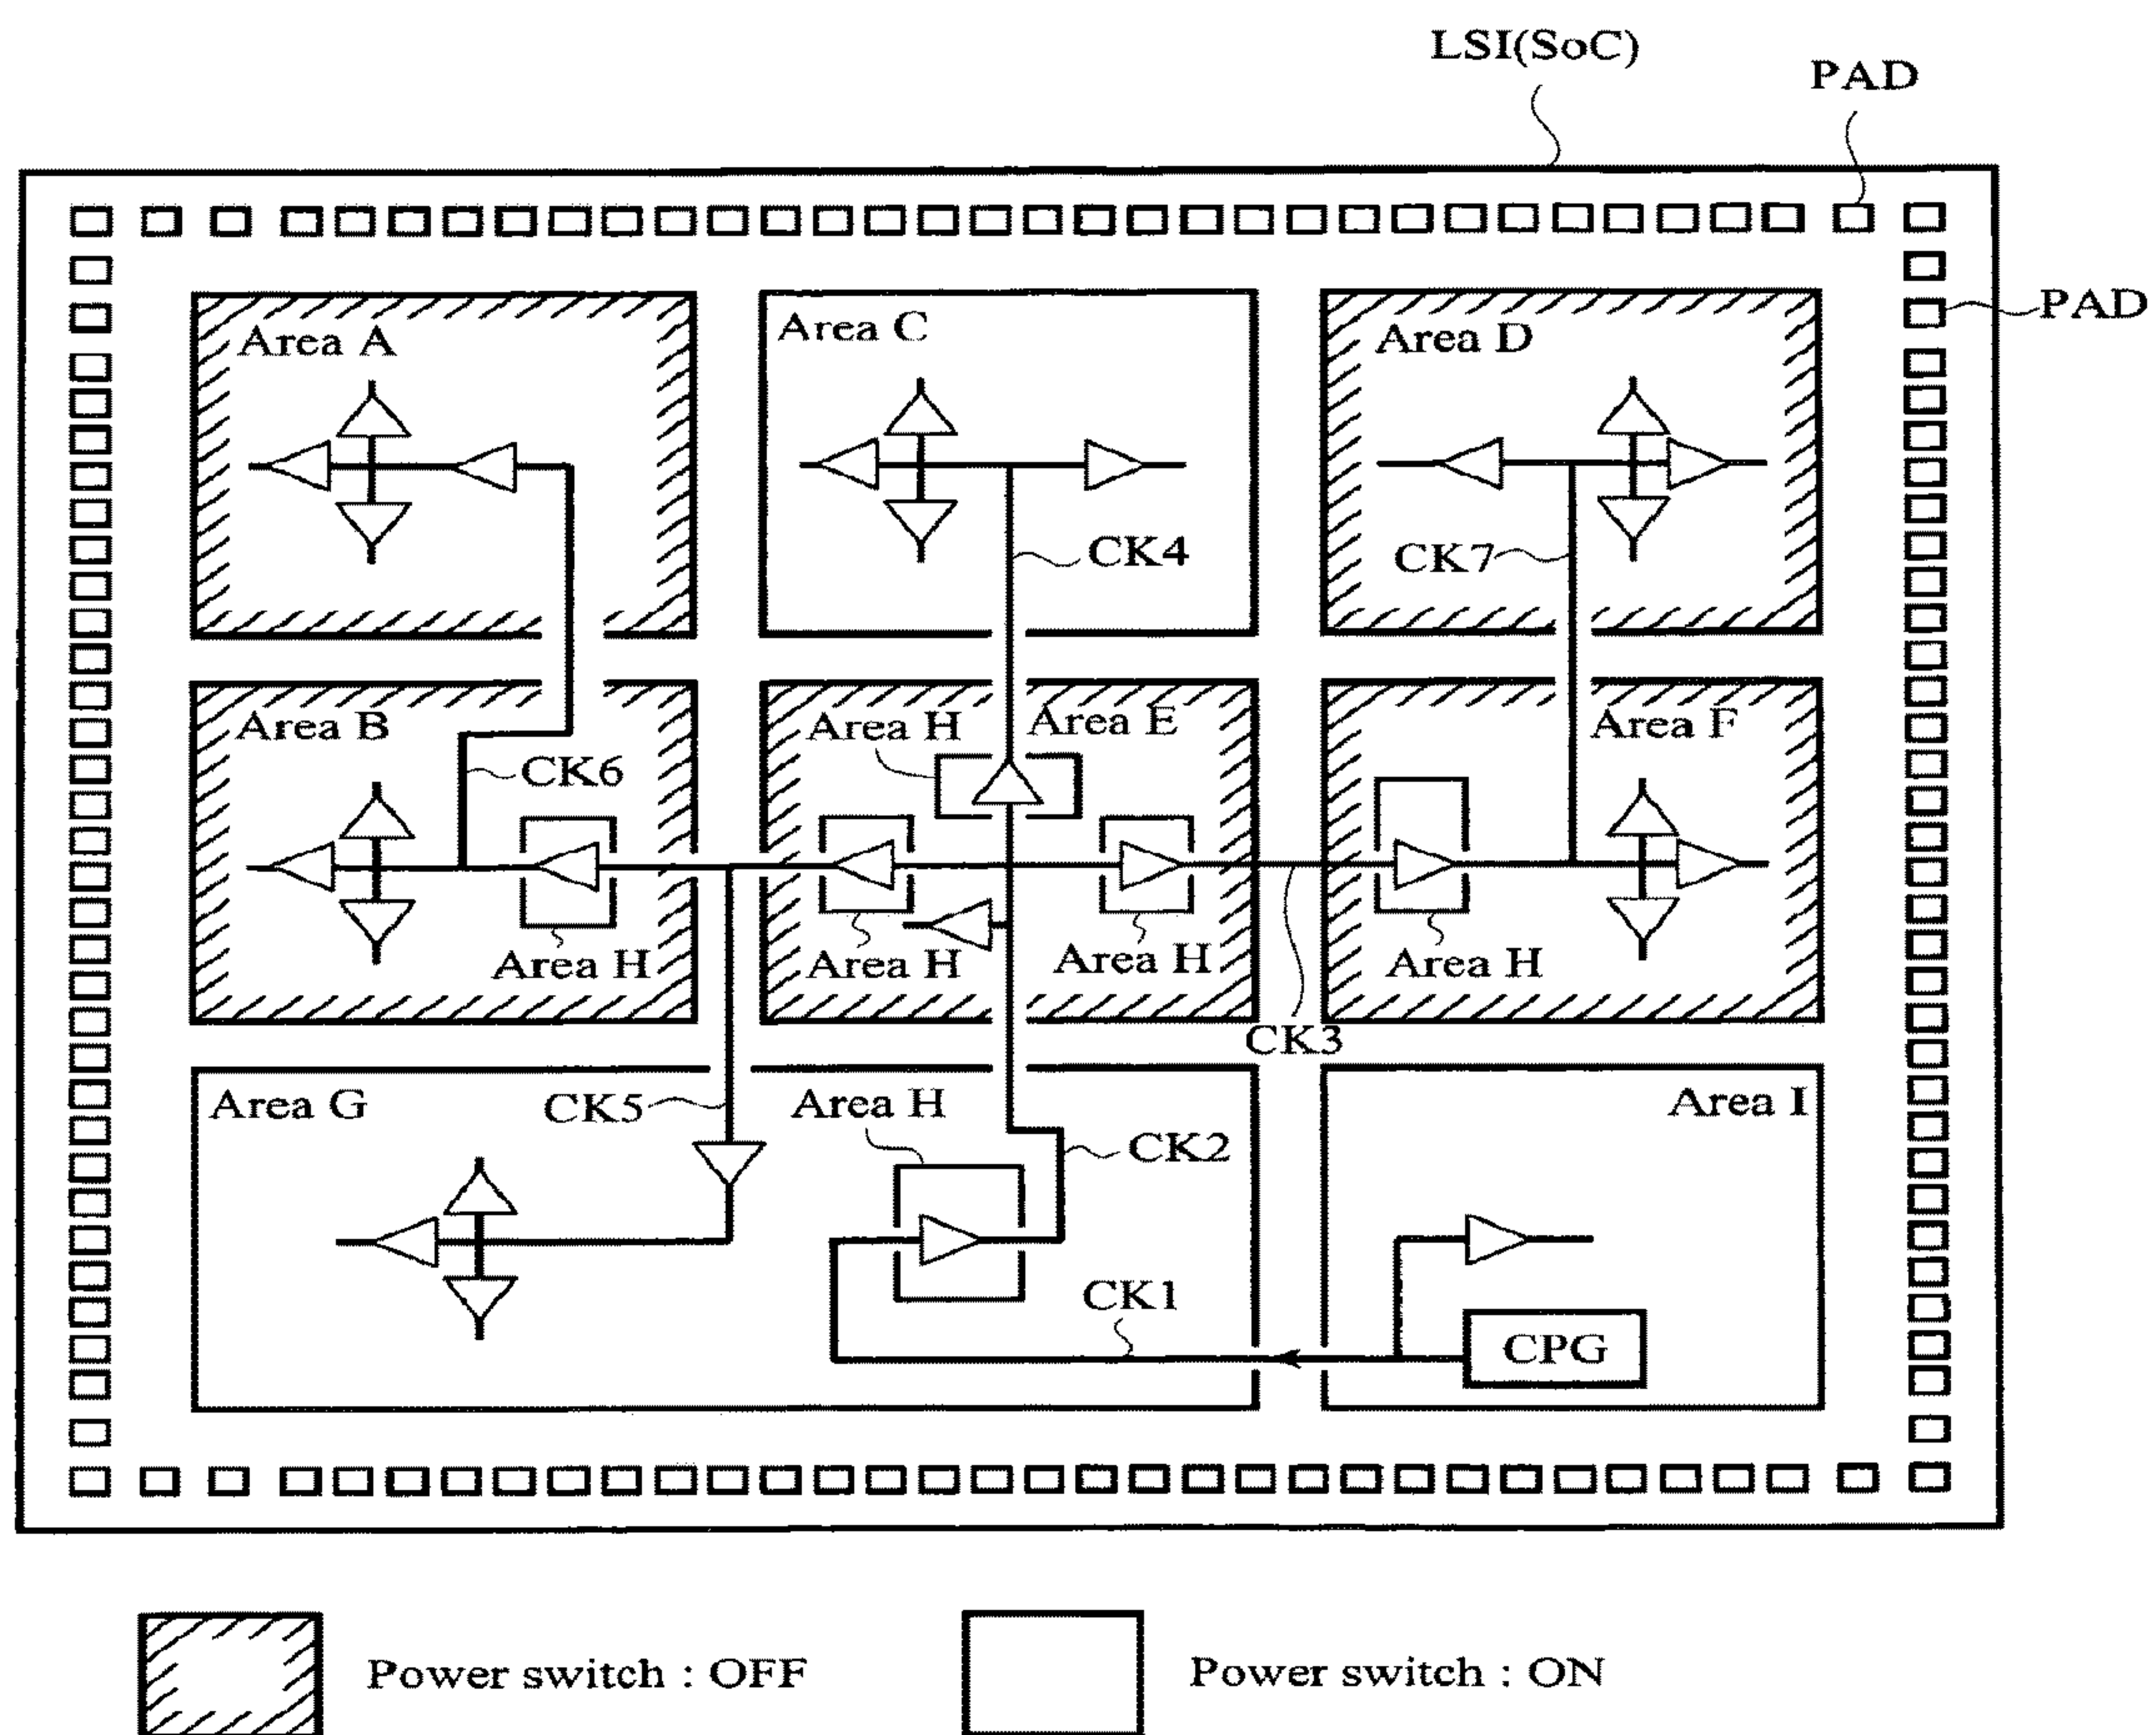 LSI(SoC)
PAD
PAD
Area A
Area C
Area D
CK4
CK7
Area B
Area H
Area E
Area F
CK6
Area H
Area H
Area H
Area H
CK3
Area G
CK5
Area H
Area I
CK2
CK1
CPG
Power switch : OFF
Power switch : ON